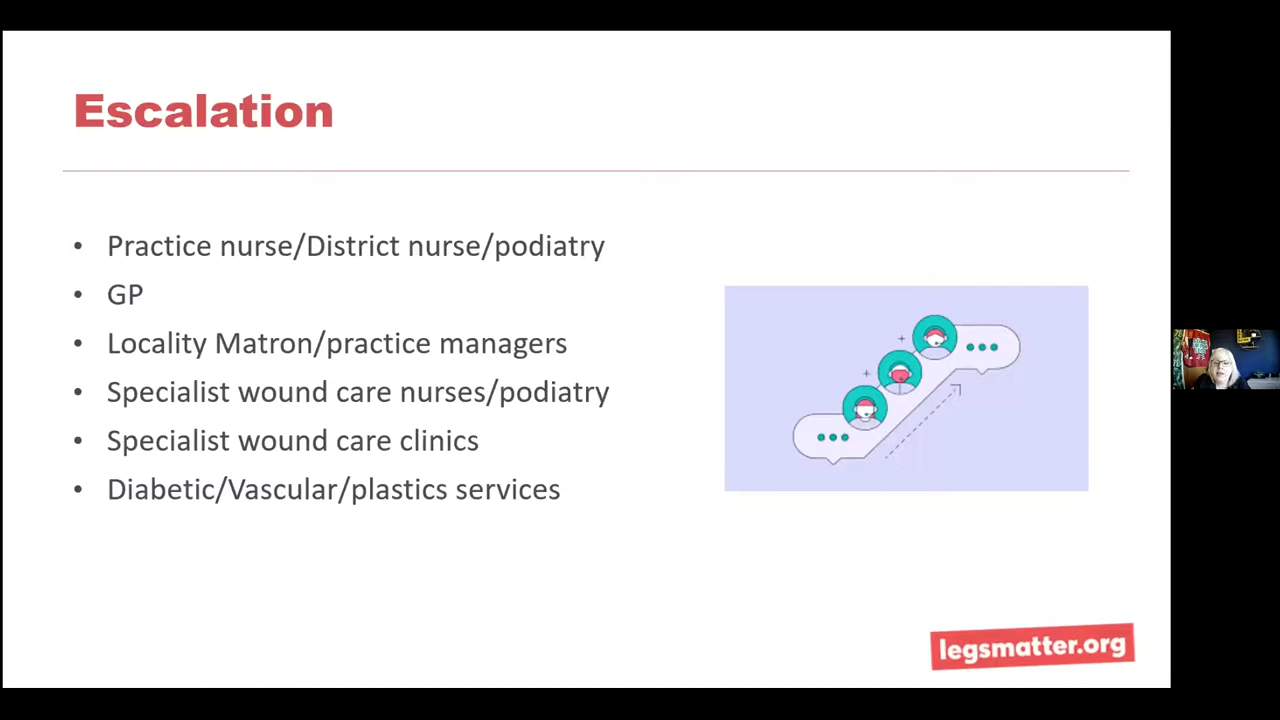 Escalation
• Practice nurse/District nurse/podiatry
• GP
• Locality Matron/practice managers
• Specialist wound care nurses/podiatry
• Specialist wound care clinics
• Diabetic/Vascular/plastics services
legsmatter.org